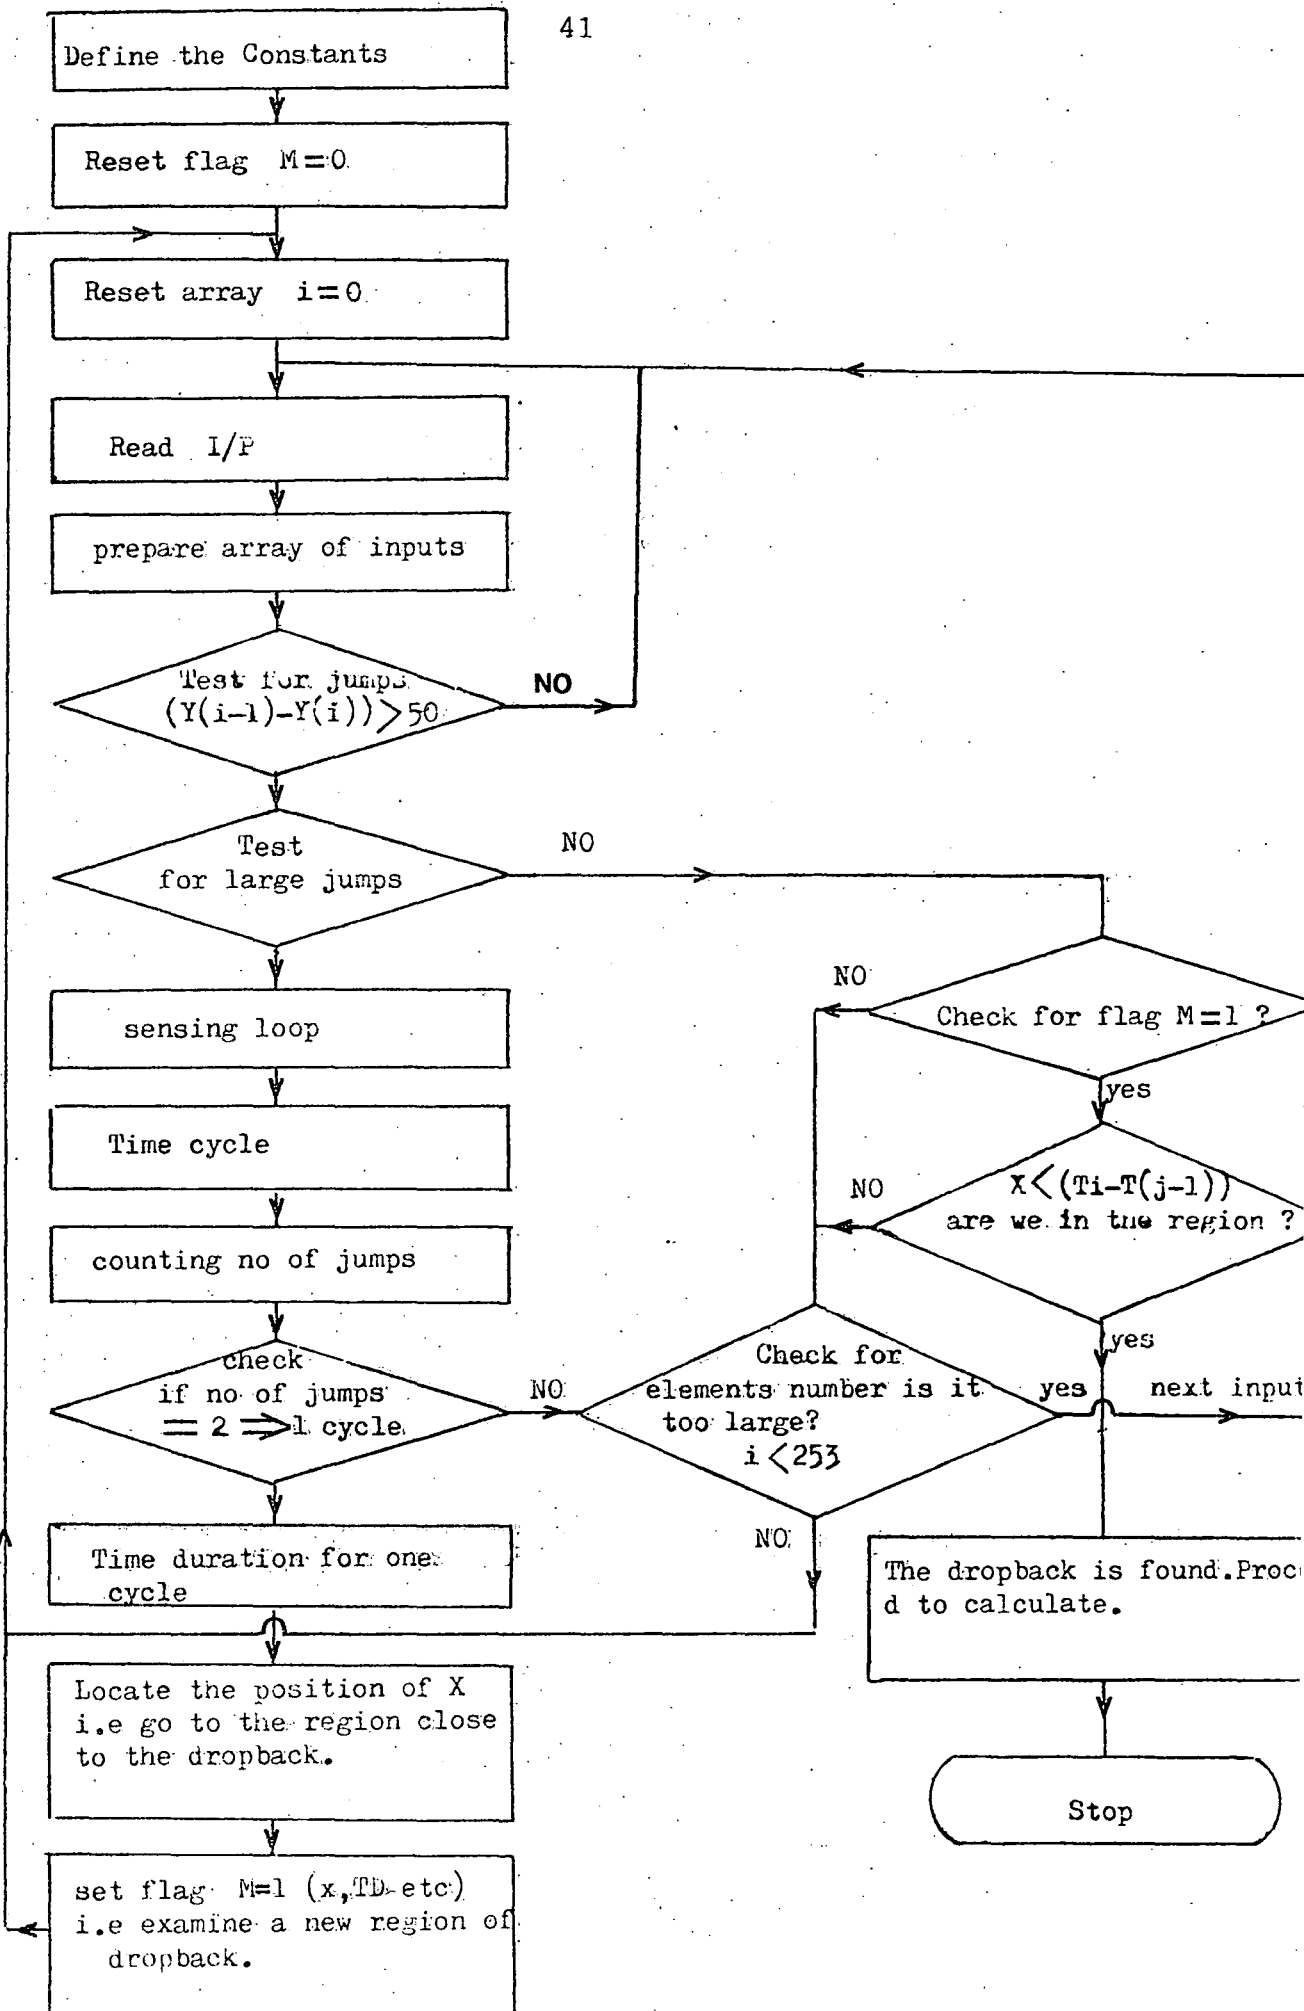 41
Define the Constants
Reset flag M=0
Reset array i=0
Read I/P
prepare array of inputs
Test for jumps
(Y(i-1)-Y(i))>50
NO
Test
for large jumps
NO
sensing loop
Time cycle
counting no of jumps
check
if no of jumps
= 2 ⇒1 cycle
NO
Time duration for one
cycle
Locate the position of X
i.e go to the region close
to the dropback.
set flag M=1 (x,TD etc)
i.e examine a new region of
dropback.
Check for flag M=1 ?
NO
yes
X<(Ti-T(j-1))
are we in the region ?
NO
yes
Check for
elements number is it
too large?
i<253
yes
next input
NO
The dropback is found.Proc
d to calculate.
Stop